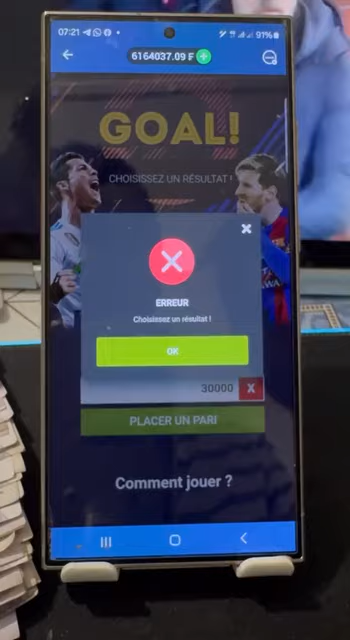 07:21
91%
6164037.09 F
GOAL!
CHOISISSEZ UN RÉSULTAT !
ERREUR
Choisissez un résultat !
OK
30000 X
PLACER UN PARI
Comment jouer ?